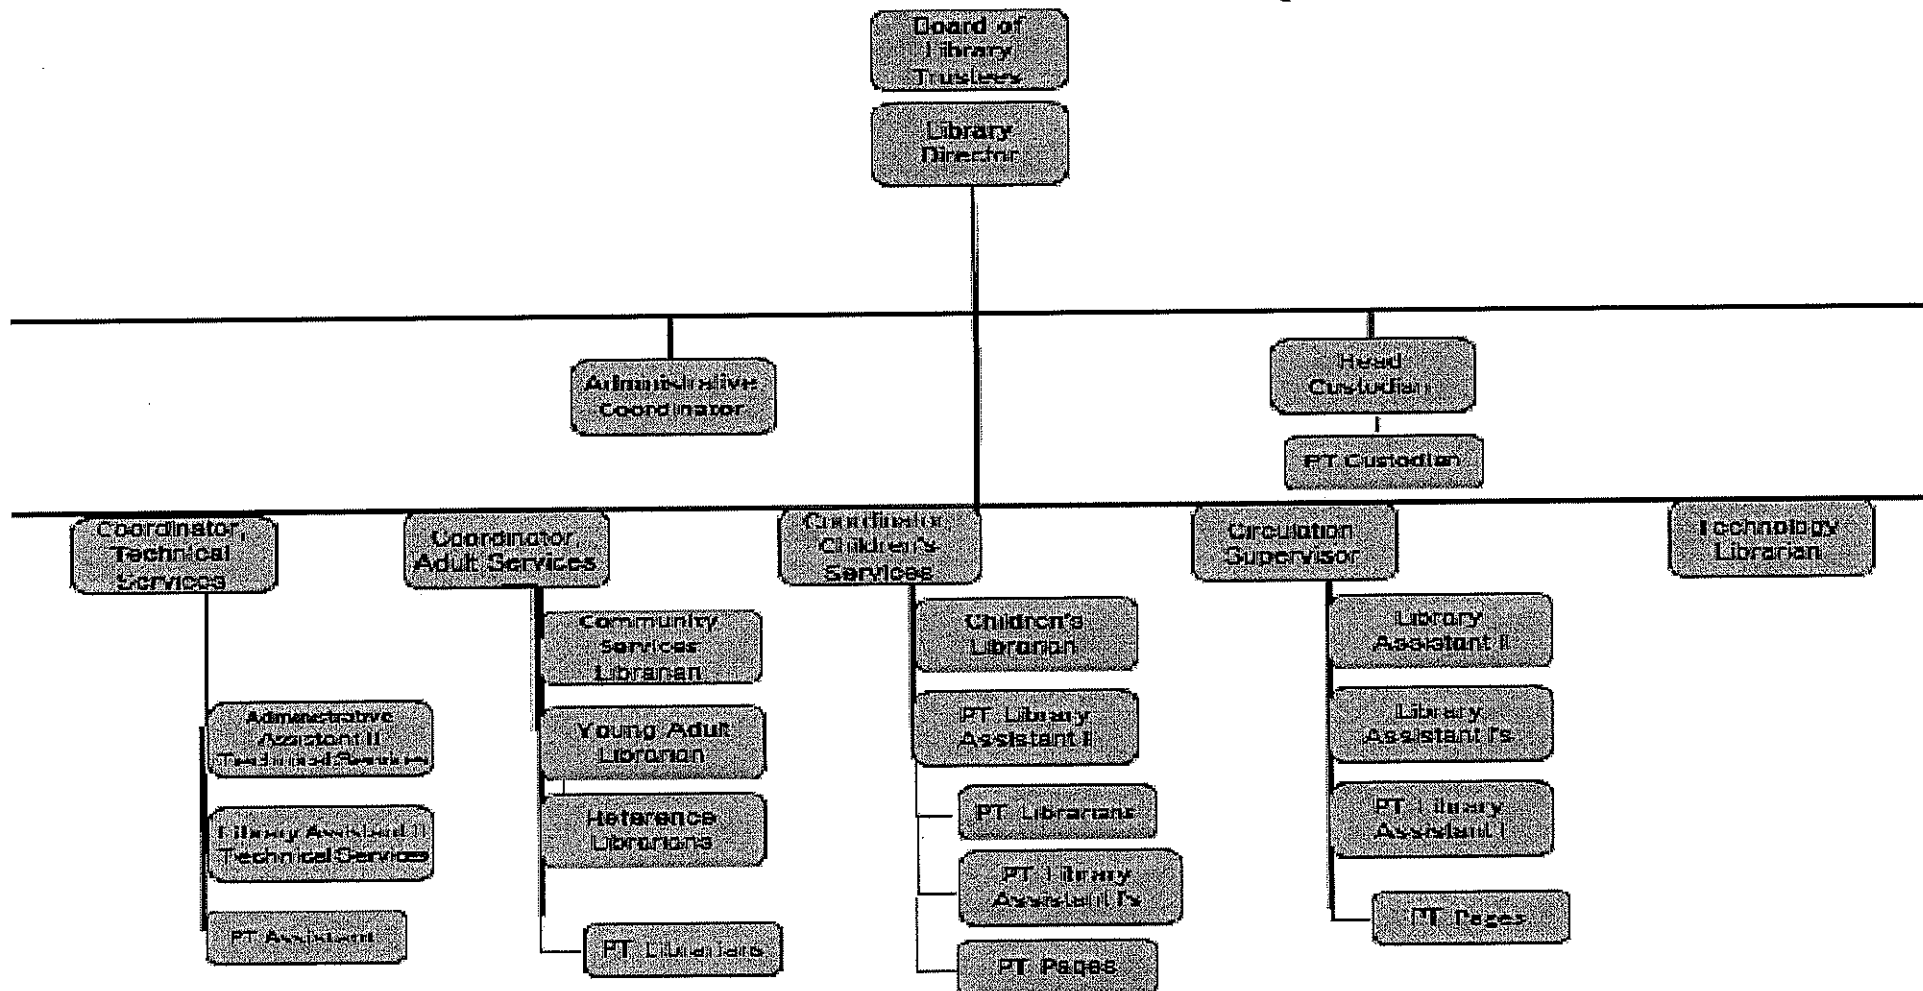 Board of
Library
Trustees
Library
Director
Administrative
Coordinator
Head
Custodian
PT Custodian
Coordinator,
Technical
Services
Coordinator,
Adult Services
Coordinator,
Children's
Services
Circulation
Supervisor
Technology
Librarian
Administrative
Assistant II
Technical Services
Library Assistant II
Technical Services
PT Assistant
Community
Services
Librarian
Young Adult
Librarian
Reference
Librarians
PT Librarians
Children's
Librarian
PT Library
Assistant II
PT Librarians
PT Library
Assistant I's
PT Pages
Library
Assistant II
Library
Assistant I's
PT Library
Assistant I
PT Pages